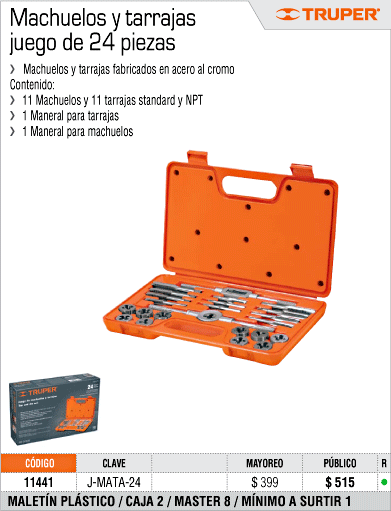 Machuelos y tarrajas
juego de 24 piezas
TRUPER®
❯ Machuelos y tarrajas fabricados en acero al cromo
Contenido:
❯ 11 Machuelos y 11 tarrajas standard y NPT
❯ 1 Maneral para tarrajas
❯ 1 Maneral para machuelos
TRUPER
24
CÓDIGO CLAVE MAYOREO PÚBLICO R
11441 J-MATA-24 $ 399 $ 515
MALETÍN PLÁSTICO / CAJA 2 / MASTER 8 / MÍNIMO A SURTIR 1